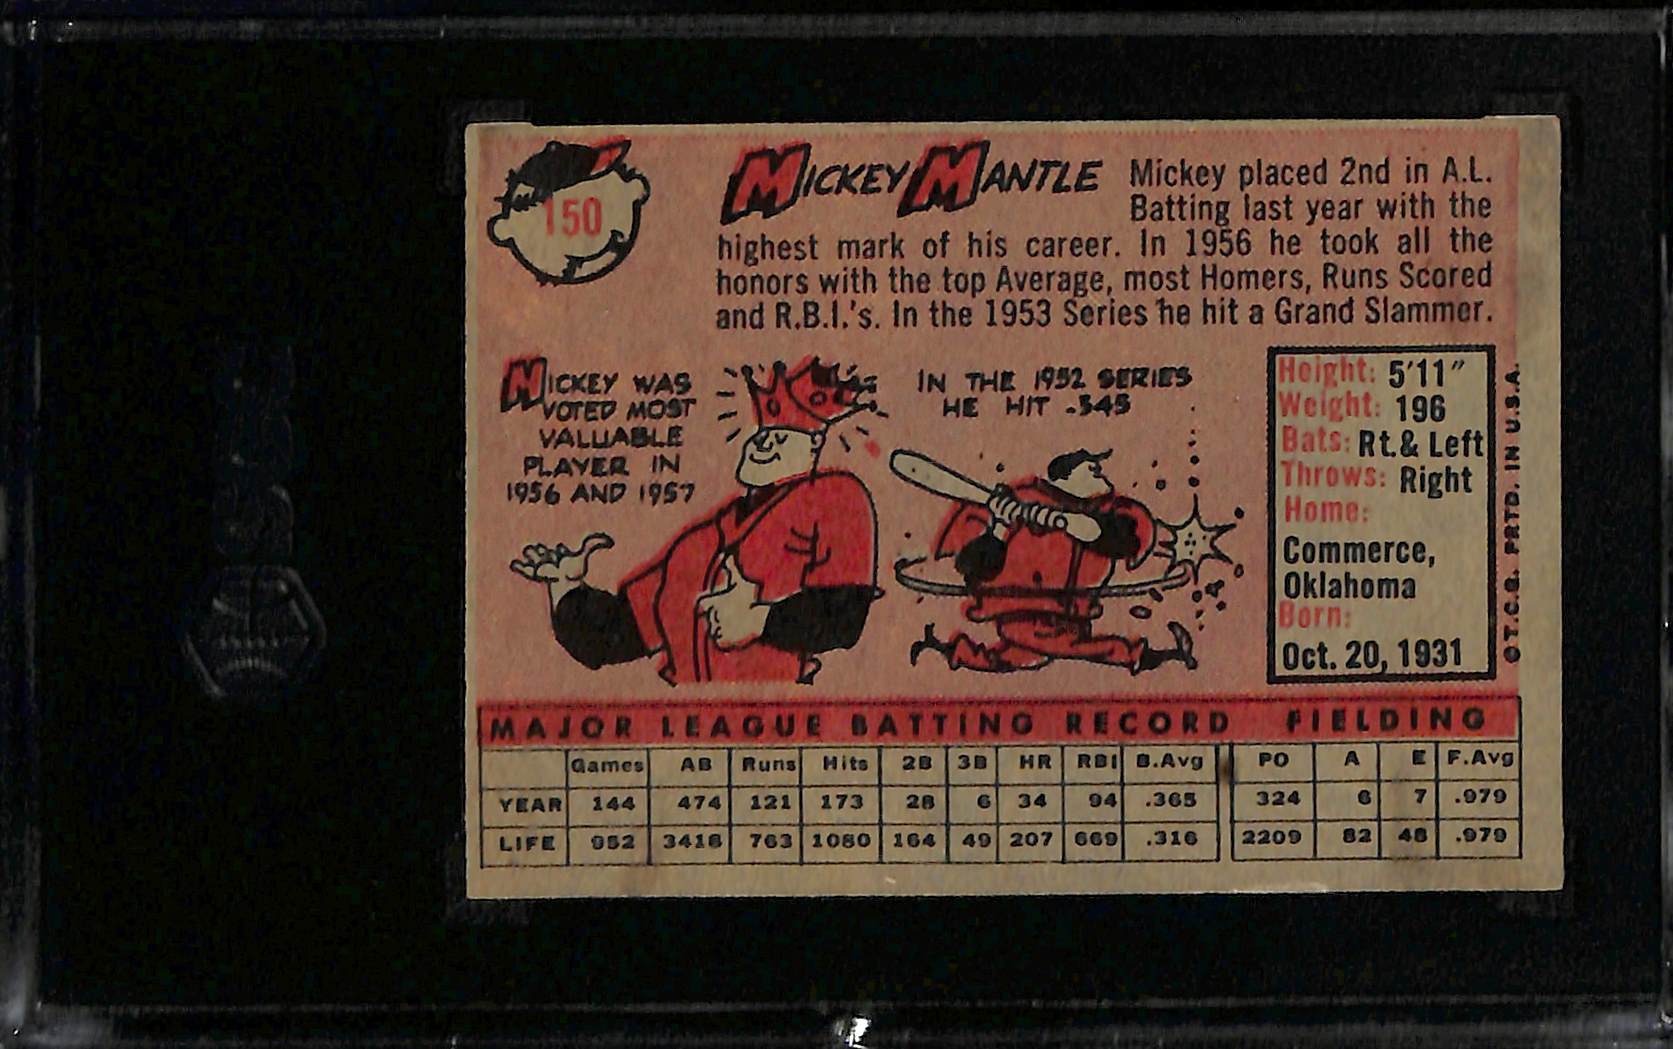 150
MICKEY MANTLE
Mickey placed 2nd in A.L.
Batting last year with the
highest mark of his career. In 1956 he took all the
honors with the top Average, most Homers, Runs Scored
and R.B.I.'s. In the 1953 Series he hit a Grand Slammer.
MICKEY WAS
VOTED MOST
VALUABLE
PLAYER IN
1956 AND 1957
IN THE 1952 SERIES
HE HIT .345
Height: 5'11"
Weight: 196
Bats: Rt.& Left
Throws: Right
Home:
Commerce,
Oklahoma
Born:
Oct. 20, 1931
©T.C.G. PRTD. IN U.S.A.
MAJOR LEAGUE BATTING RECORD FIELDING
Games AB Runs Hits 2B 3B HR RBI B.Avg PO A E F.Avg
YEAR 144 474 121 173 28 6 34 94 .365 324 6 7 .979
LIFE 952 3418 763 1080 164 49 207 669 .316 2209 82 48 .979